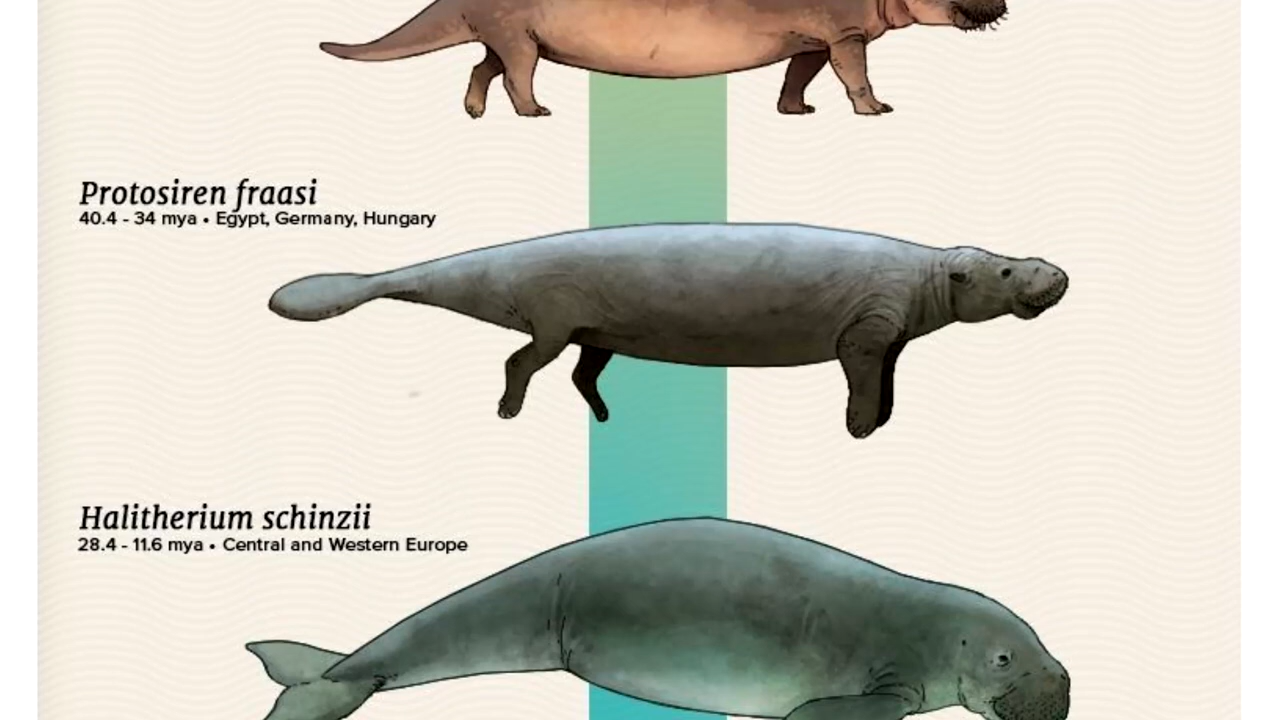 Protosiren fraasi
40.4 - 34 mya • Egypt, Germany, Hungary
Halitherium schinzii
28.4 - 11.6 mya • Central and Western Europe